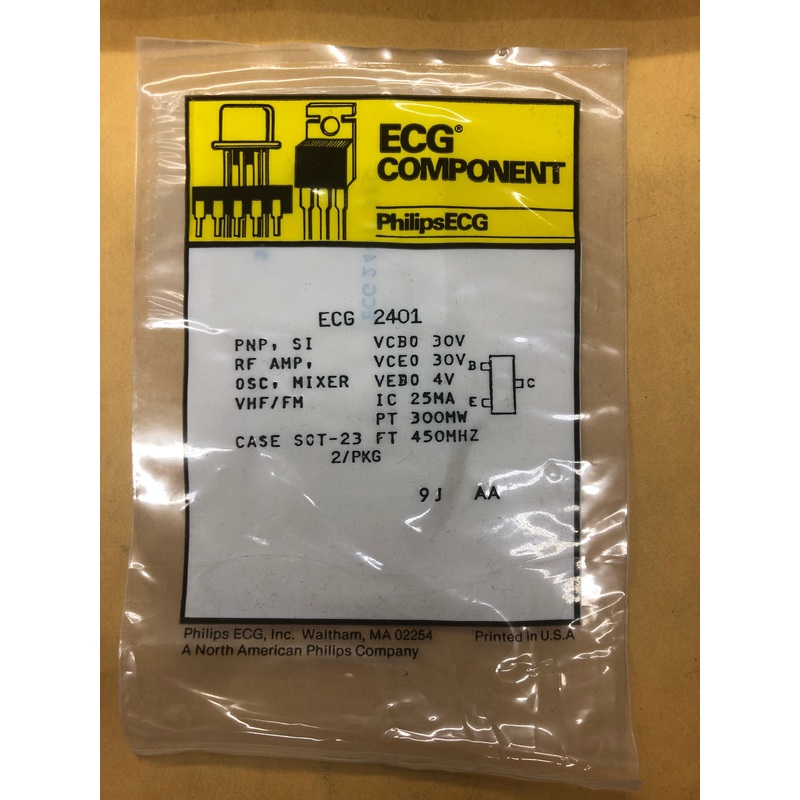 ECG®
COMPONENT
PhilipsECG
ECG 2401
PNP, SI VCBO 30V
RF AMP, VCEO 30V
OSC, MIXER VEBO 4V
VHF/FM IC 25MA
PT 300MW
CASE SOT-23 FT 450MHZ
2/PKG
B
C
E
9J AA
Philips ECG, Inc. Waltham, MA 02254 Printed in U.S.A
A North American Philips Company